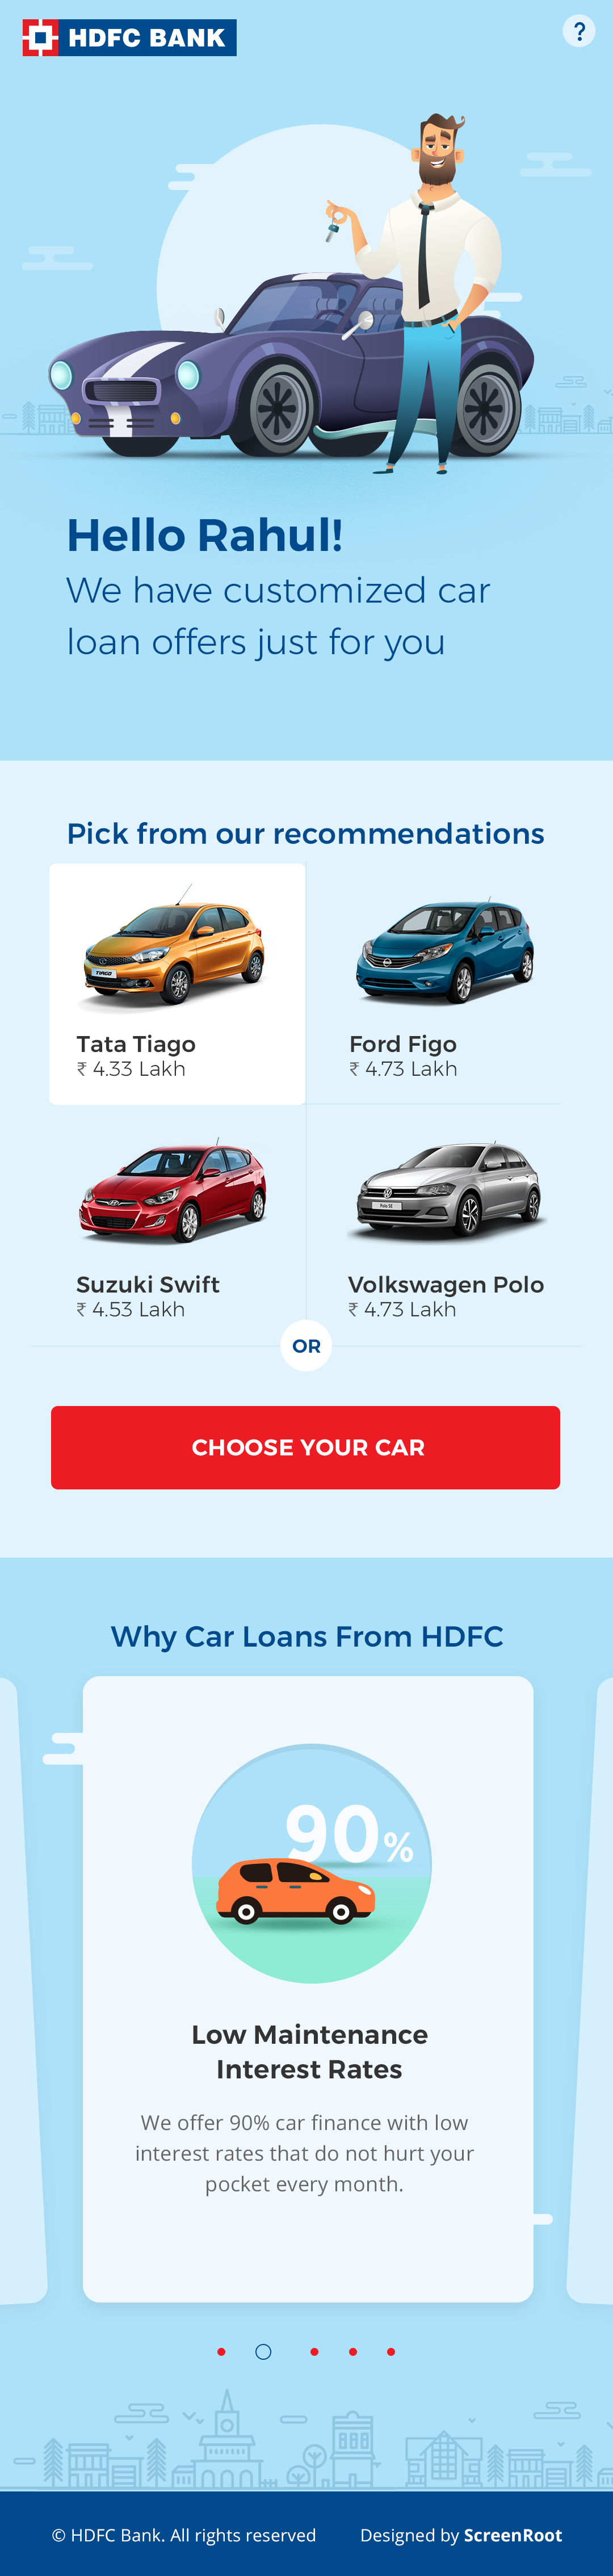 HDFC BANK
?
Hello Rahul!
We have customized car
loan offers just for you
Pick from our recommendations
TIAGO
Tata Tiago
₹ 4.33 Lakh
Ford Figo
₹ 4.73 Lakh
Polo SE
Suzuki Swift
₹ 4.53 Lakh
Volkswagen Polo
₹ 4.73 Lakh
OR
CHOOSE YOUR CAR
Why Car Loans From HDFC
90%
Low Maintenance
Interest Rates
We offer 90% car finance with low
interest rates that do not hurt your
pocket every month.
© HDFC Bank. All rights reserved
Designed by ScreenRoot